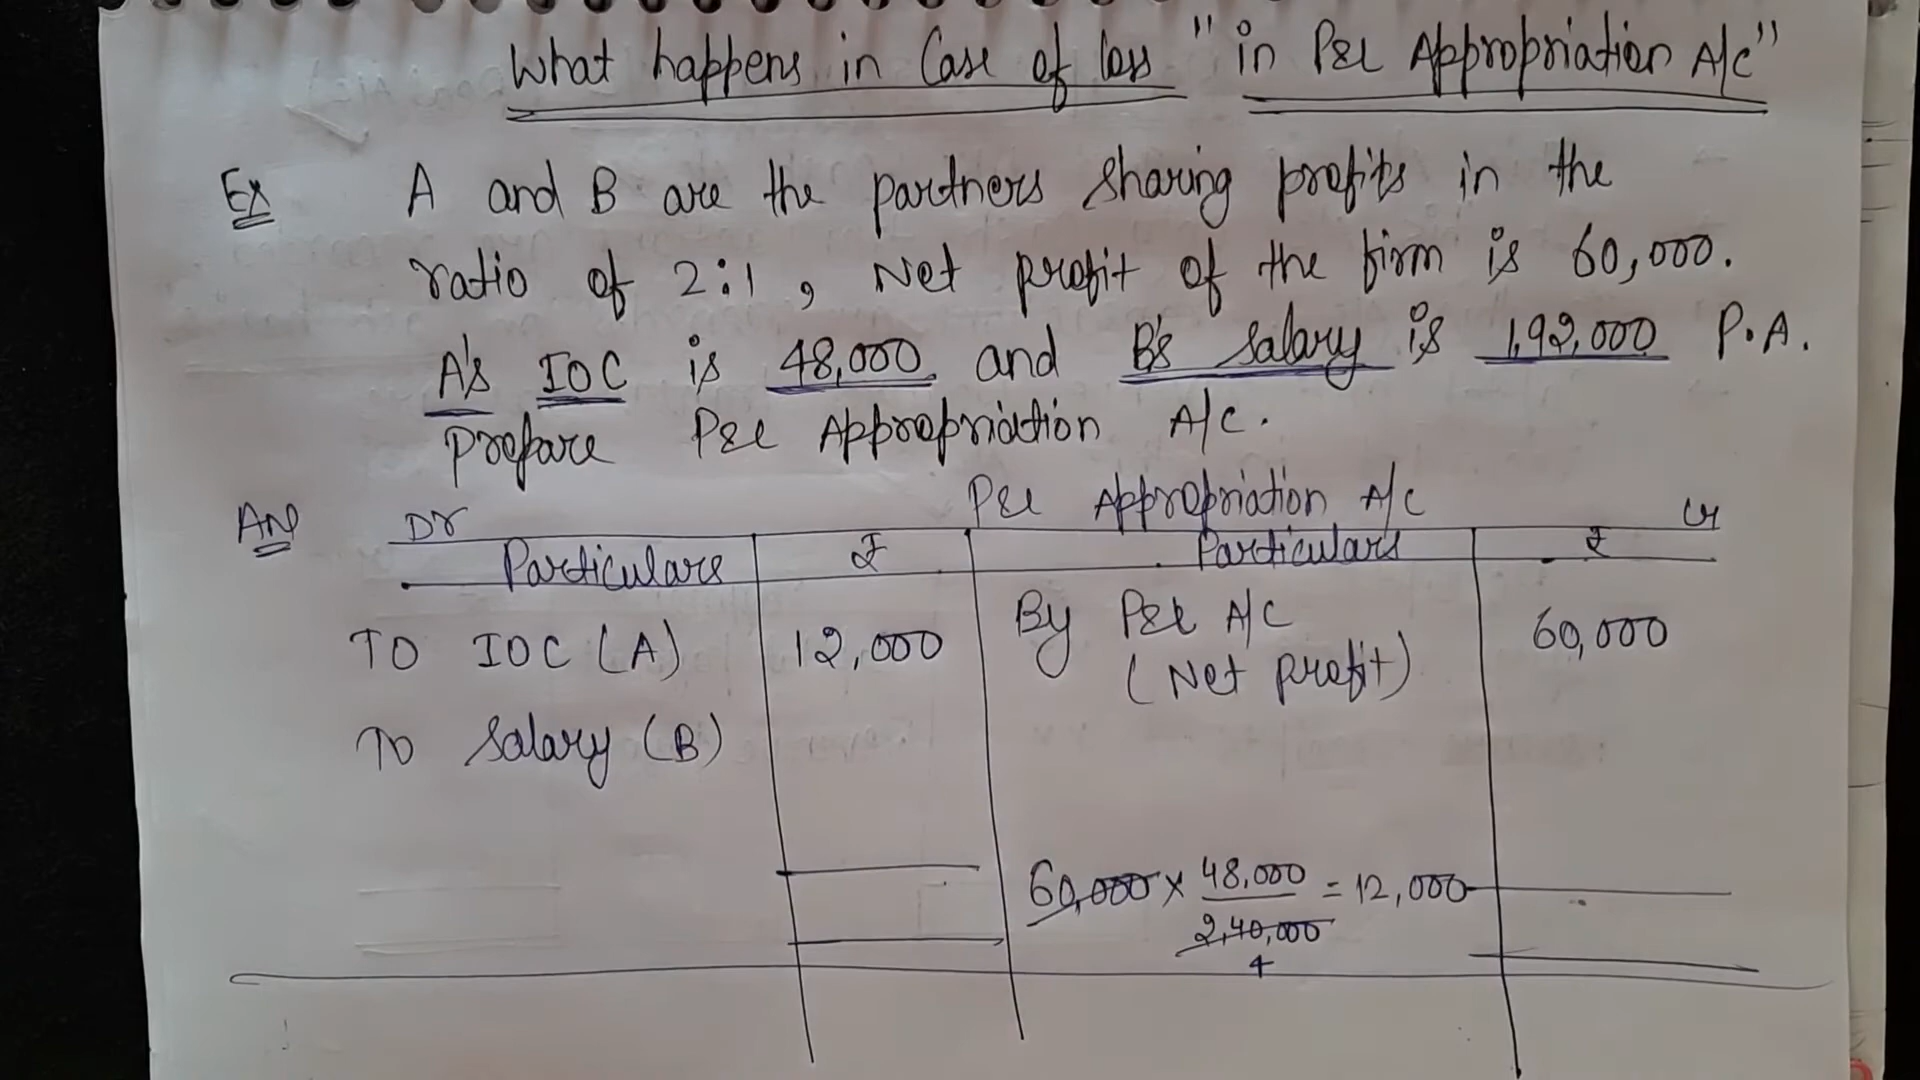 What happens in Case of loss "in P&L Appropriation A/c"
Ex A and B are the partners sharing profits in the
ratio of 2:1, Net profit of the firm is 60,000.
A's IOC is 48,000 and B's salary is 1,92,000 P.A.
Prepare P&L Appropriation A/c.
Ans Dr P&L Appropriation A/c Cr
Particulars ₹ Particulars ₹
TO IOC (A) 12,000 By P&L A/C 60,000
(Net profit)
To Salary (B)
60,000 x 48,000 = 12,000
2,40,000
4